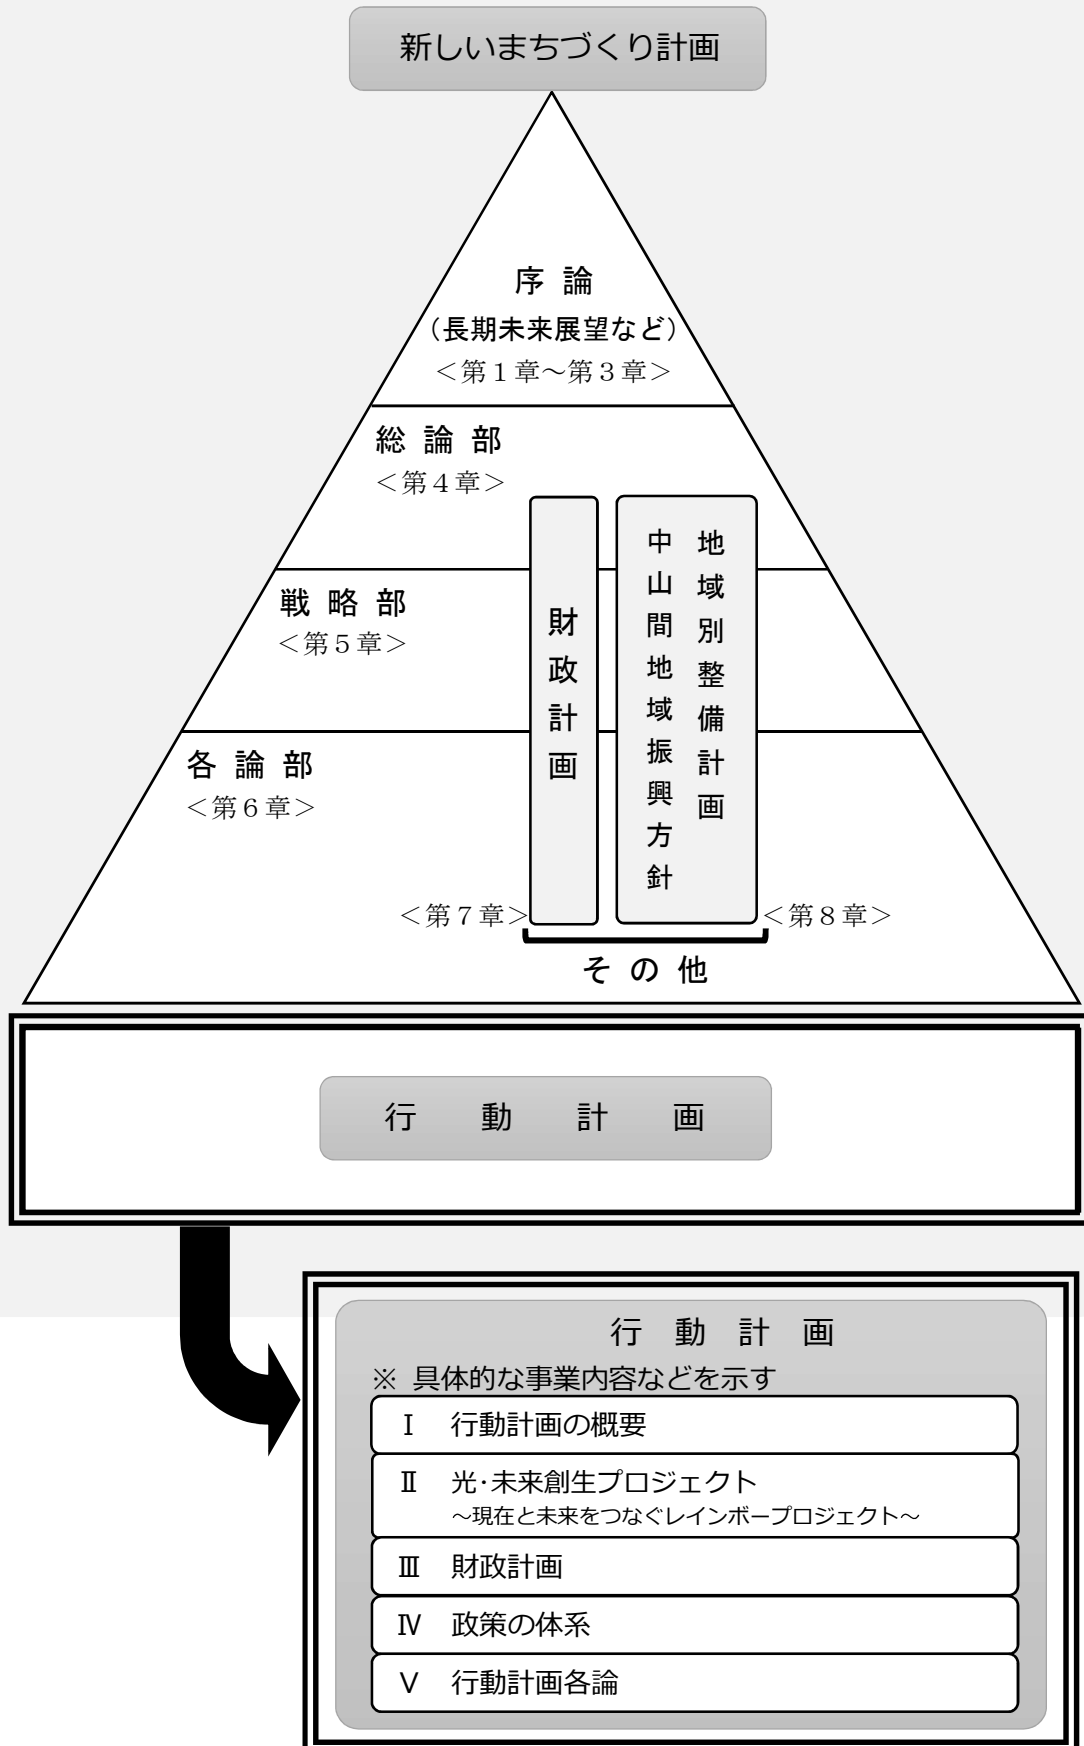 新しいまちづくり計画
序 論
（長期未来展望など）
＜第１章～第３章＞
総 論 部
＜第４章＞
戦 略 部
＜第５章＞
各 論 部
＜第６章＞
財政計画
地域別整備計画
中山間地域振興方針
＜第７章＞
＜第８章＞
そ の 他
行 動 計 画
行 動 計 画
※ 具体的な事業内容などを示す
Ⅰ 行動計画の概要
Ⅱ 光･未来創生プロジェクト
～現在と未来をつなぐレインボープロジェクト～
Ⅲ 財政計画
Ⅳ 政策の体系
Ⅴ 行動計画各論